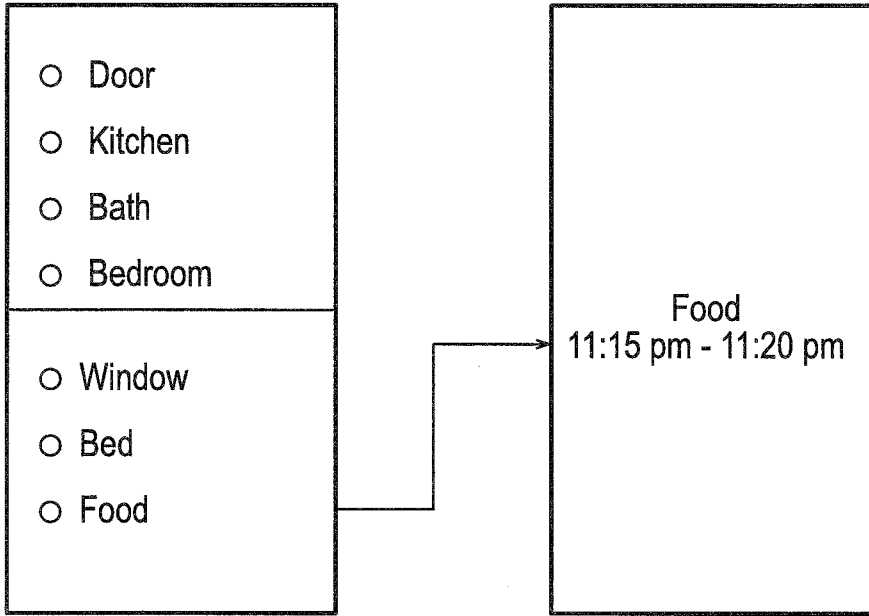 Door
Kitchen
Bath
Bedroom
Window
Bed
Food
Food
11:15 pm - 11:20 pm